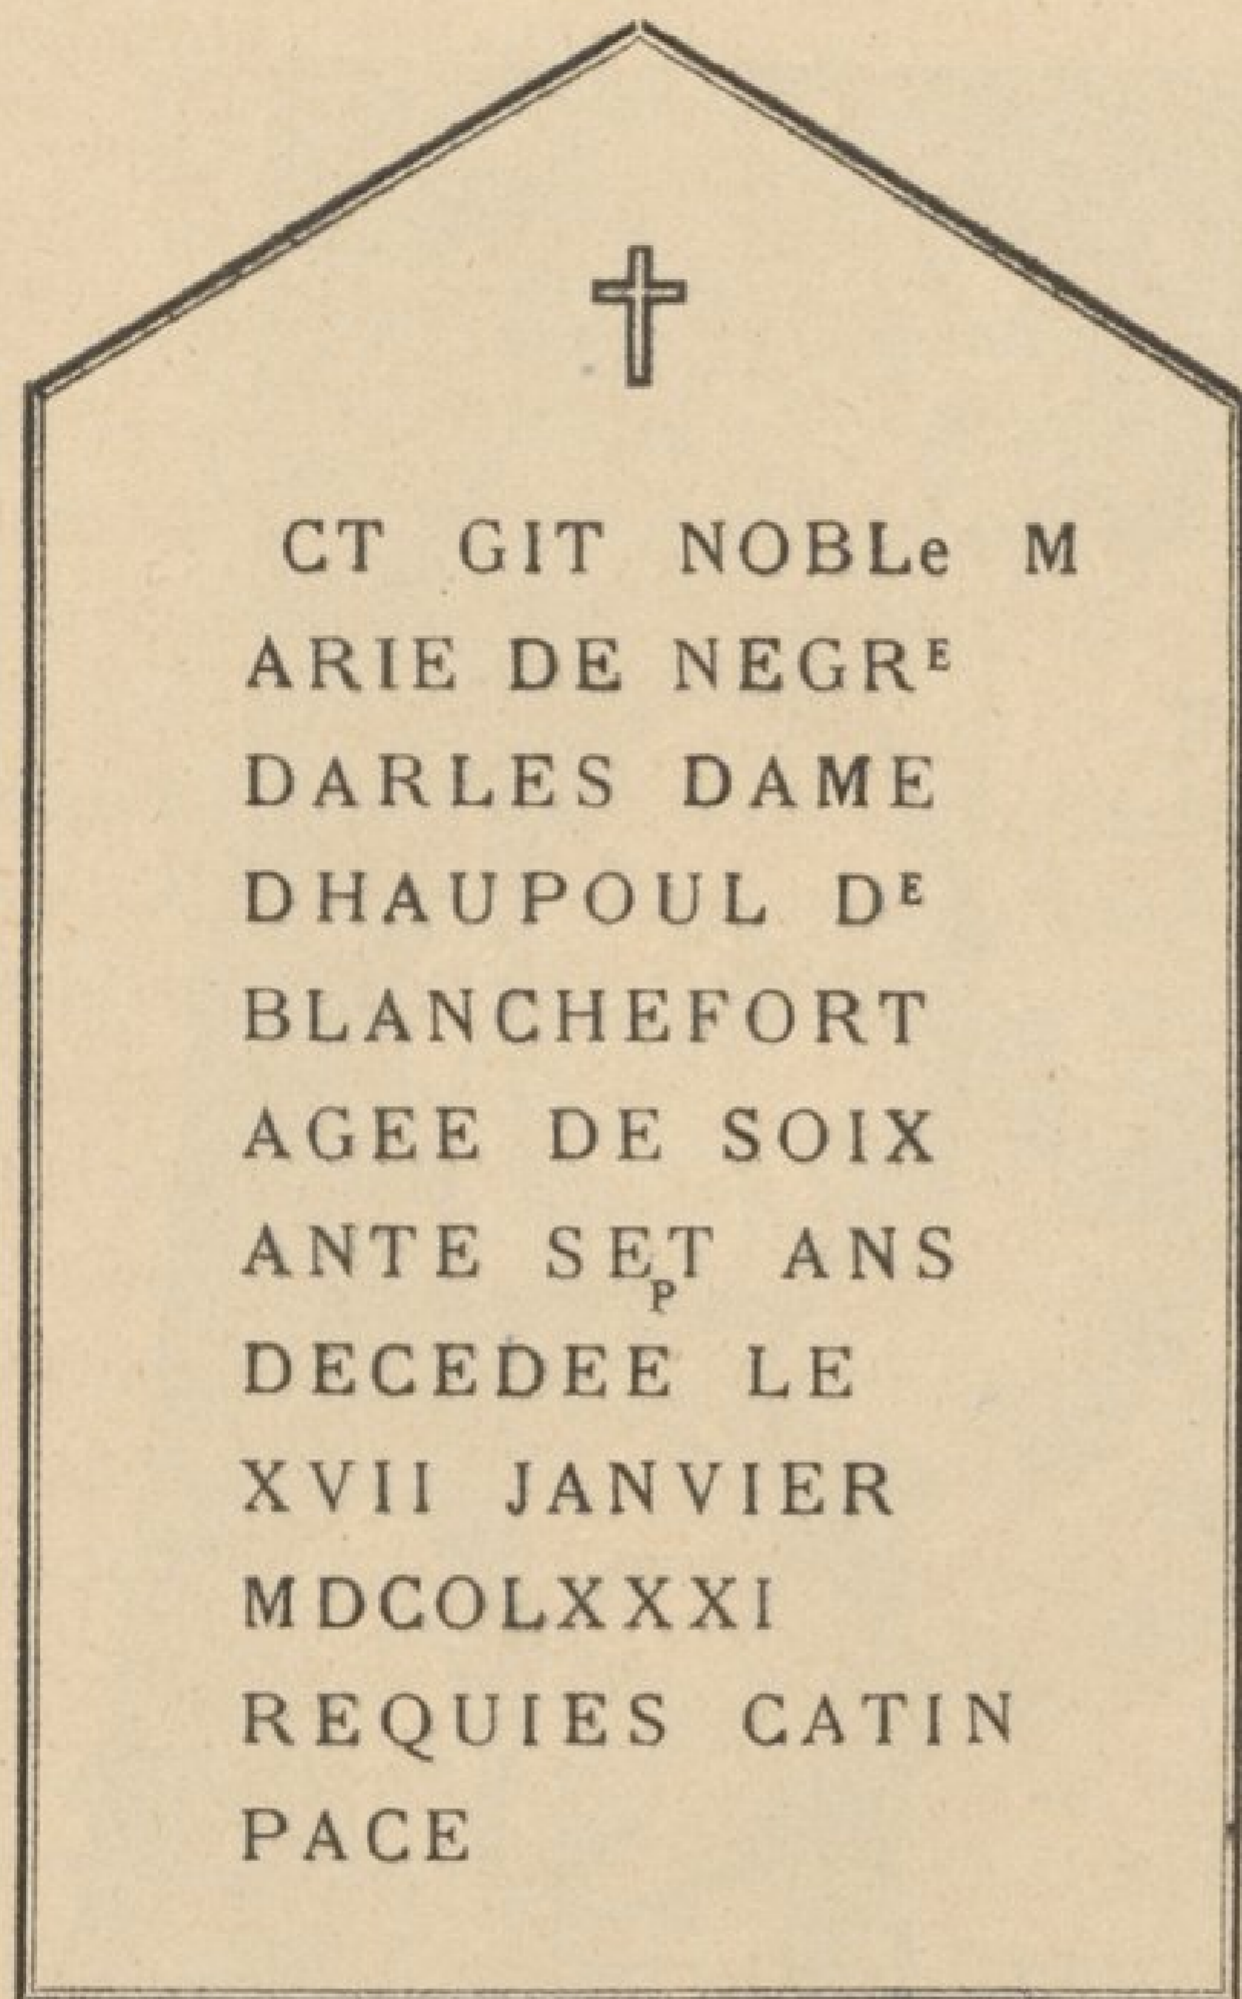 CT GIT NOBLe M
ARIE DE NEGRE
DARLES DAME
DHAUPOUL DE
BLANCHEFORT
AGEE DE SOIX
ANTE SEPT ANS
DECEDEE LE
XVII JANVIER
MDCOLXXXI
REQUIES CATIN
PACE